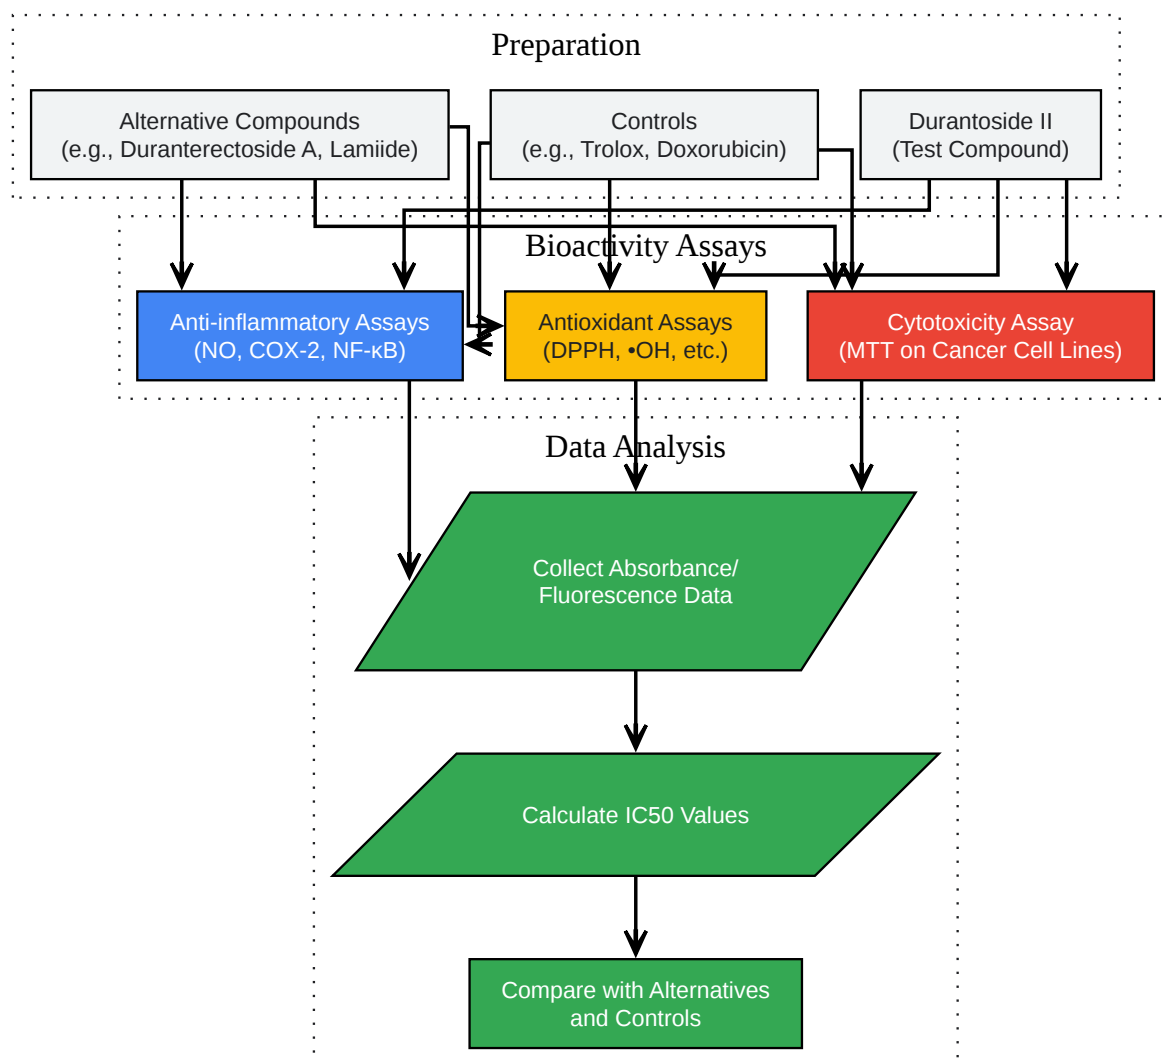 Preparation
Alternative Compounds
(e.g., Duranterectoside A, Lamiide)
Controls
(e.g., Trolox, Doxorubicin)
Durantoside II
(Test Compound)
Bioactivity Assays
Anti-inflammatory Assays
(NO, COX-2, NF-κB)
Antioxidant Assays
(DPPH, •OH, etc.)
Cytotoxicity Assay
(MTT on Cancer Cell Lines)
Data Analysis
Collect Absorbance/
Fluorescence Data
Calculate IC50 Values
Compare with Alternatives
and Controls